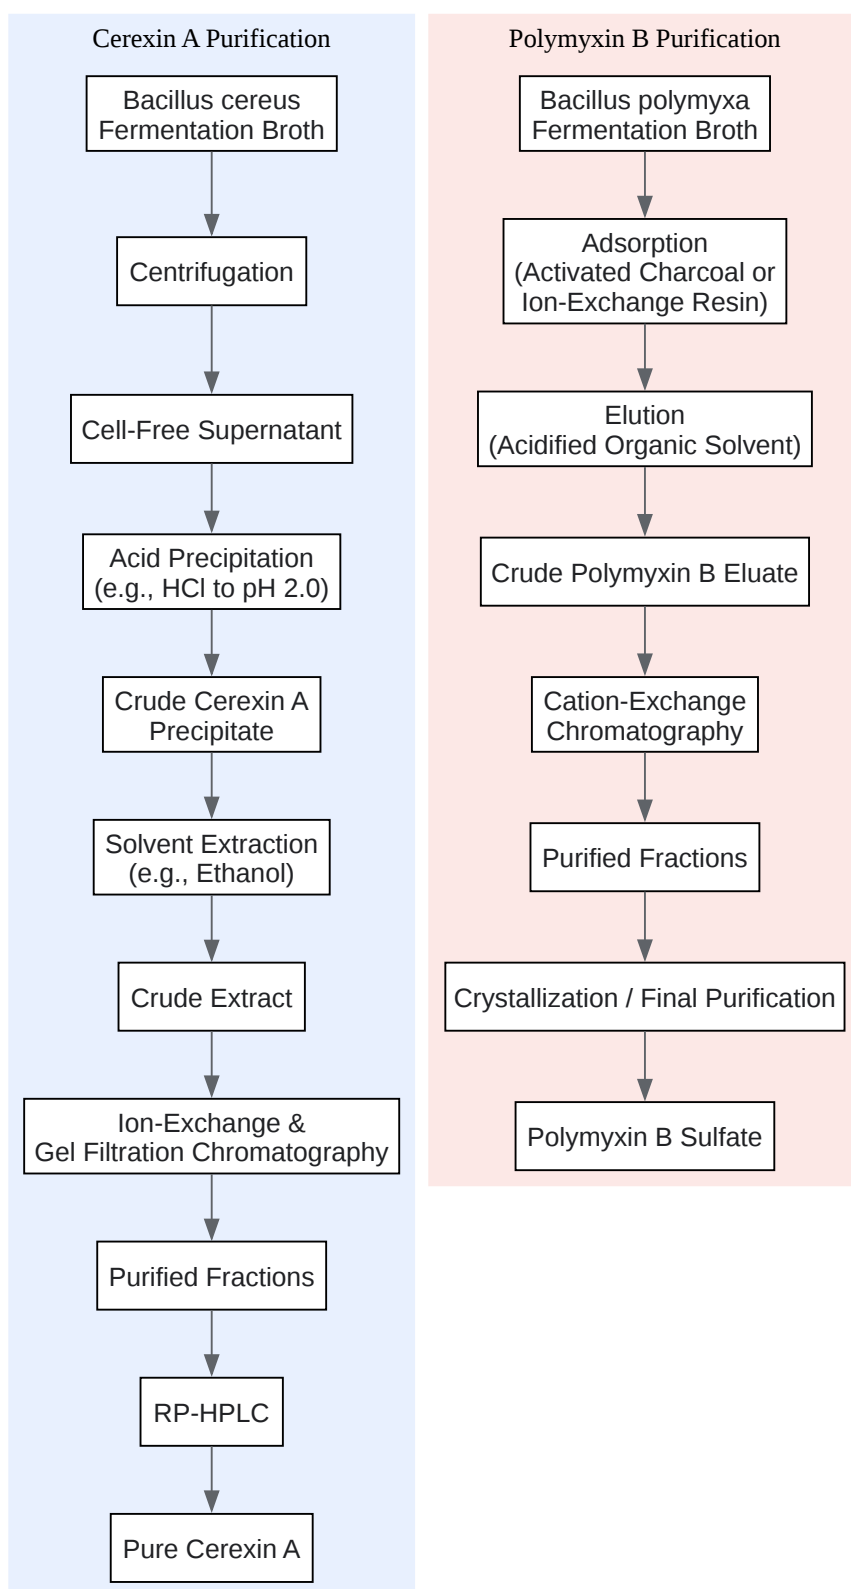 Cerexin A Purification
Bacillus cereus
Fermentation Broth
Centrifugation
Cell-Free Supernatant
Acid Precipitation
(e.g., HCl to pH 2.0)
Crude Cerexin A
Precipitate
Solvent Extraction
(e.g., Ethanol)
Crude Extract
Ion-Exchange &
Gel Filtration Chromatography
Purified Fractions
RP-HPLC
Pure Cerexin A
Polymyxin B Purification
Bacillus polymyxa
Fermentation Broth
Adsorption
(Activated Charcoal or
Ion-Exchange Resin)
Elution
(Acidified Organic Solvent)
Crude Polymyxin B Eluate
Cation-Exchange
Chromatography
Purified Fractions
Crystallization / Final Purification
Polymyxin B Sulfate